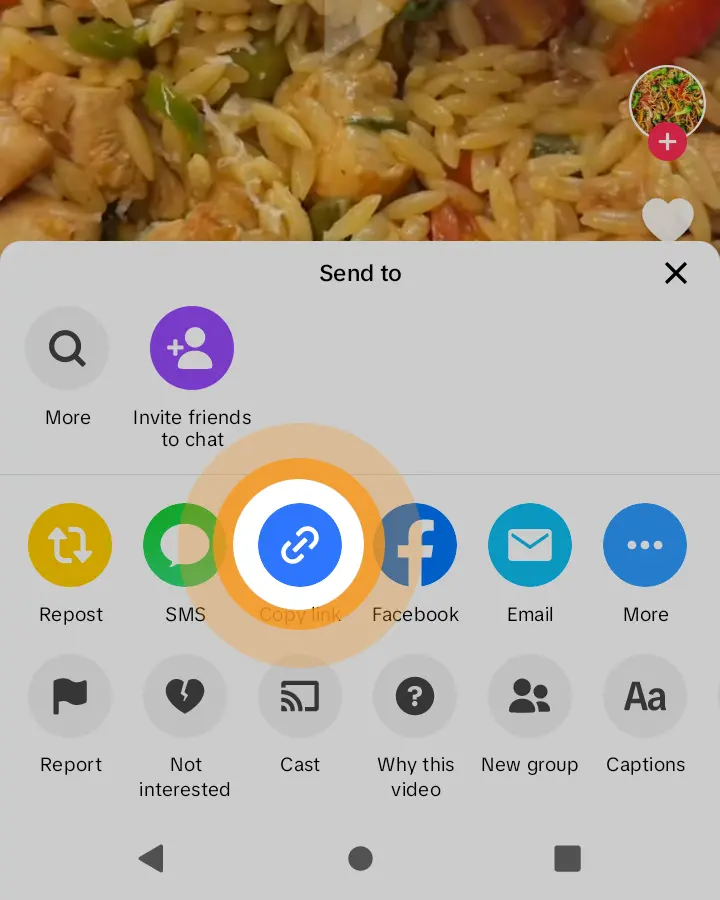 Send to
More
Invite friends
to chat
Repost
SMS
Copy link
Facebook
Email
More
Report
Not
interested
Cast
Why this
video
New group
Aa
Captions